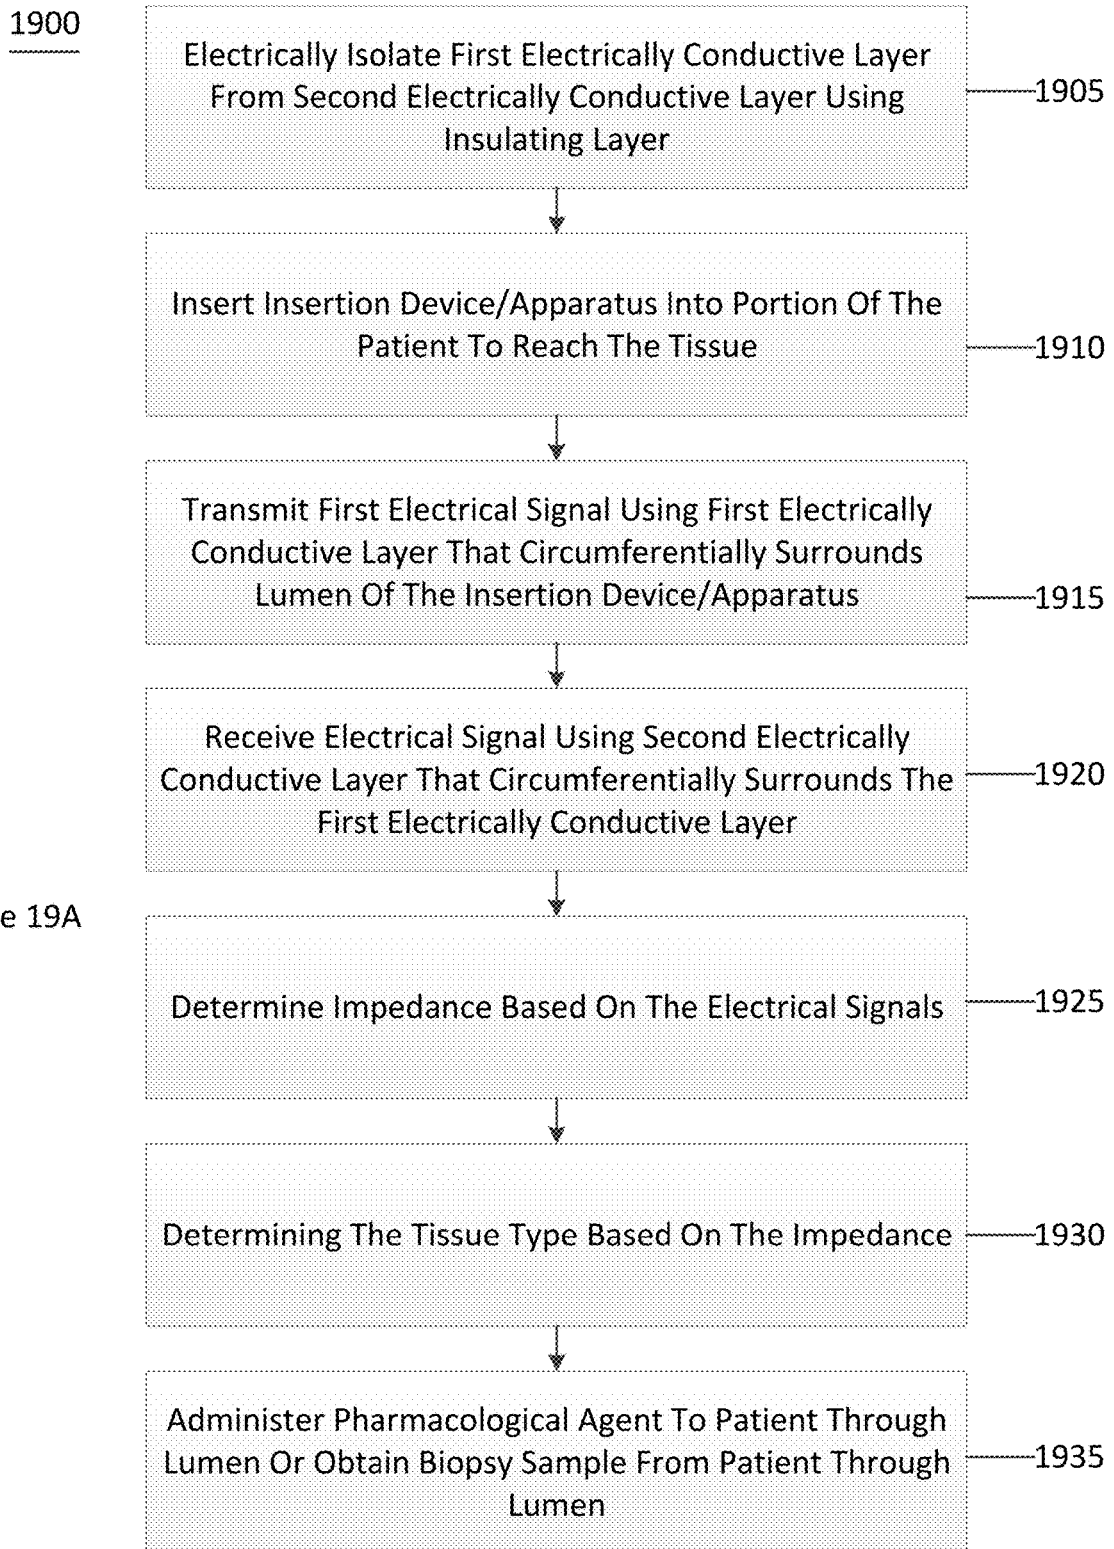 1900
Electrically Isolate First Electrically Conductive Layer
From Second Electrically Conductive Layer Using
Insulating Layer
1905
Insert Insertion Device/Apparatus Into Portion Of The
Patient To Reach The Tissue
1910
Transmit First Electrical Signal Using First Electrically
Conductive Layer That Circumferentially Surrounds
Lumen Of The Insertion Device/Apparatus
1915
Receive Electrical Signal Using Second Electrically
Conductive Layer That Circumferentially Surrounds The
First Electrically Conductive Layer
1920
e 19A
Determine Impedance Based On The Electrical Signals
1925
Determining The Tissue Type Based On The Impedance
1930
Administer Pharmacological Agent To Patient Through
Lumen Or Obtain Biopsy Sample From Patient Through
Lumen
1935